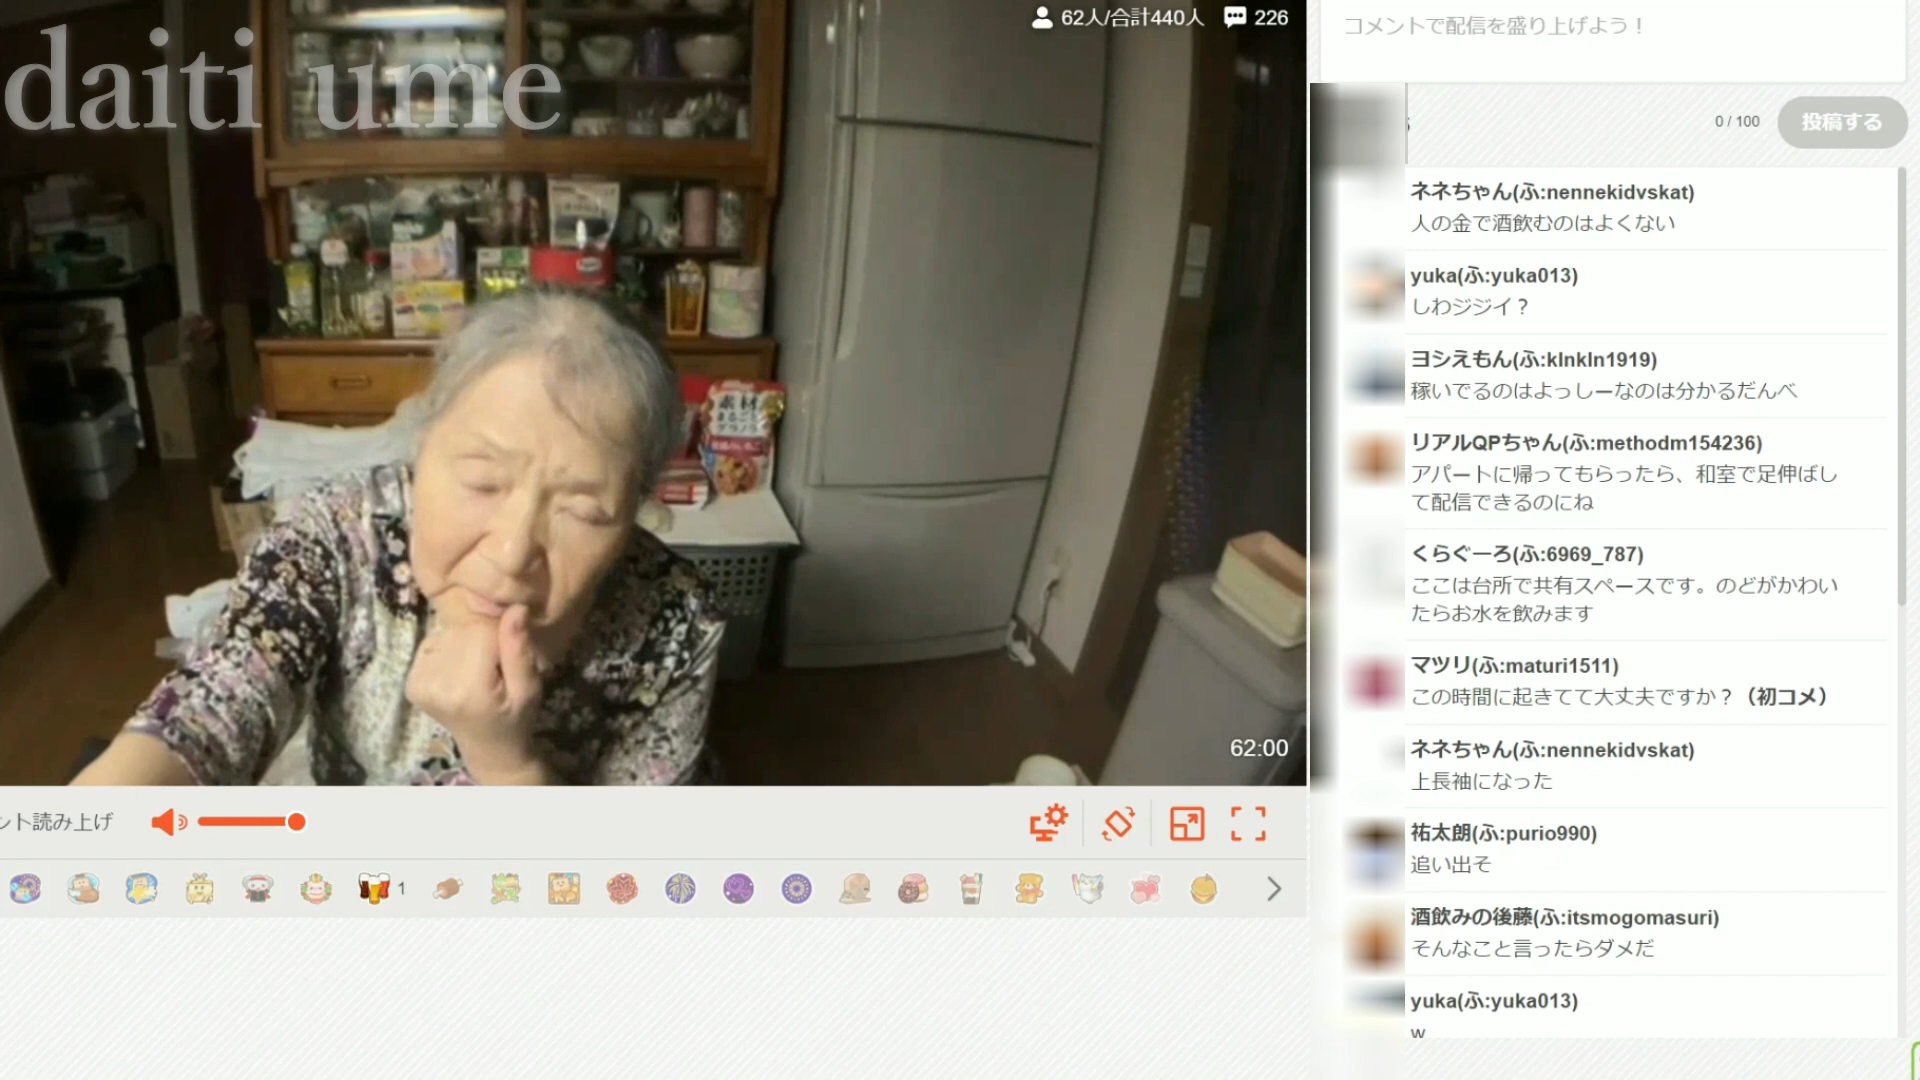 daiti ume
62人/合計440人 226
素材
まるごと
グラノラ
62:00
ント読み上げ
1
コメントで配信を盛り上げよう！
0 / 100 投稿する
ネネちゃん(ふ:nennekidvskat)
人の金で酒飲むのはよくない
yuka(ふ:yuka013)
しわジジイ？
ヨシえもん(ふ:klnkln1919)
稼いでるのはよっしーなのは分かるだんべ
リアルQPちゃん(ふ:methodm154236)
アパートに帰ってもらったら、和室で足伸ばし
て配信できるのにね
くらぐーろ(ふ:6969_787)
ここは台所で共有スペースです。のどがかわい
たらお水を飲みます
マツリ(ふ:maturi1511)
この時間に起きてて大丈夫ですか？（初コメ）
ネネちゃん(ふ:nennekidvskat)
上長袖になった
祐太朗(ふ:purio990)
追い出そ
酒飲みの後藤(ふ:itsmogomasuri)
そんなこと言ったらダメだ
yuka(ふ:yuka013)
w